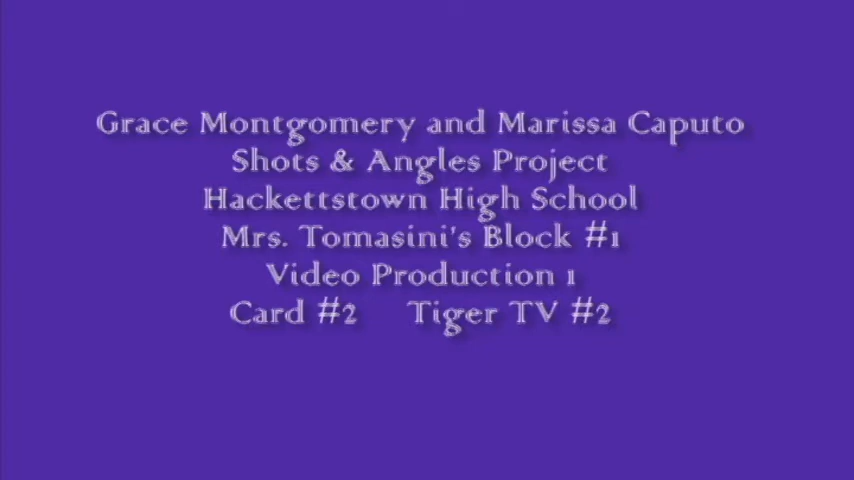 Grace Montgomery and Marissa Caputo
Shots & Angles Project
Hackettstown High School
Mrs. Tomasini's Block #1
Video Production 1
Card #2 Tiger TV #2